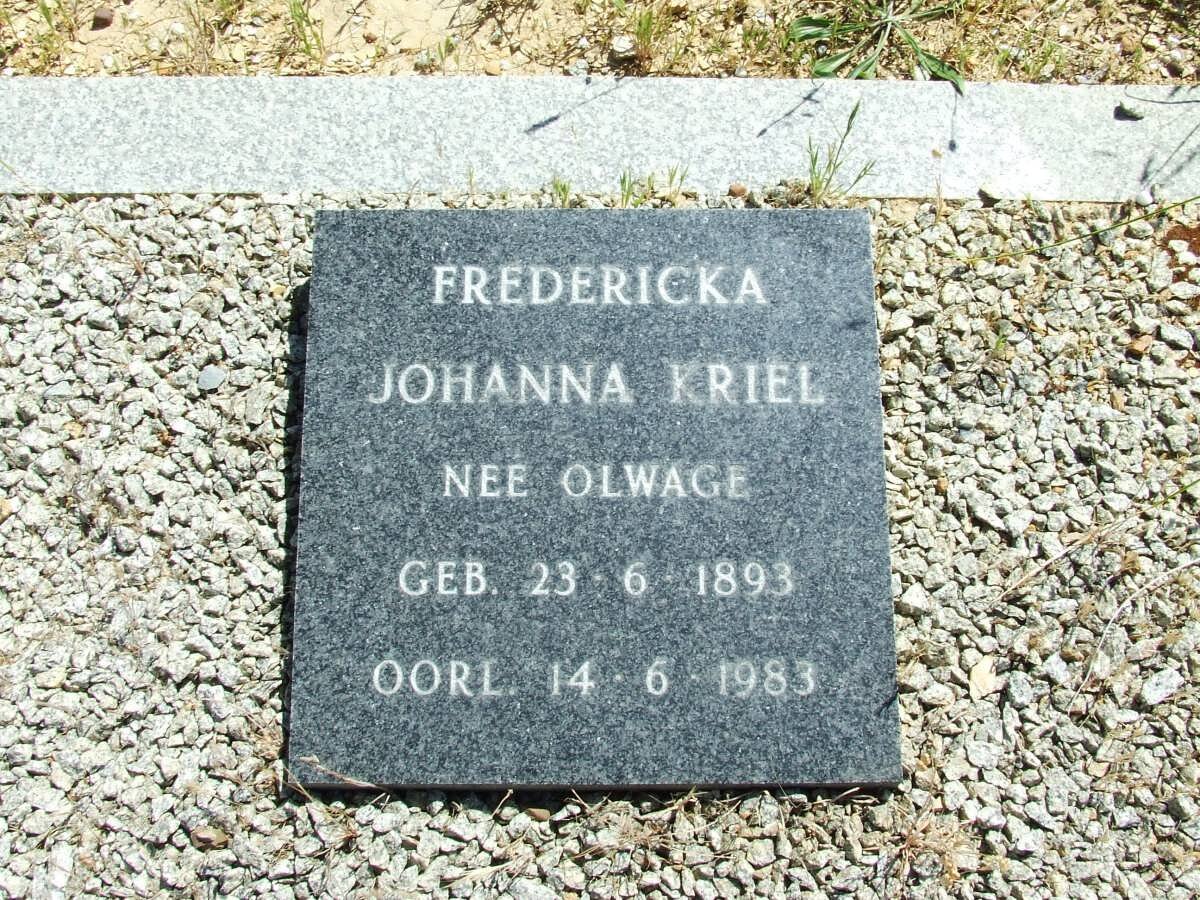 FREDERICKA
JOHANNA KRIEL
NEE OLWAGE
GEB. 23·6·1893
OORL. 14·6·1983